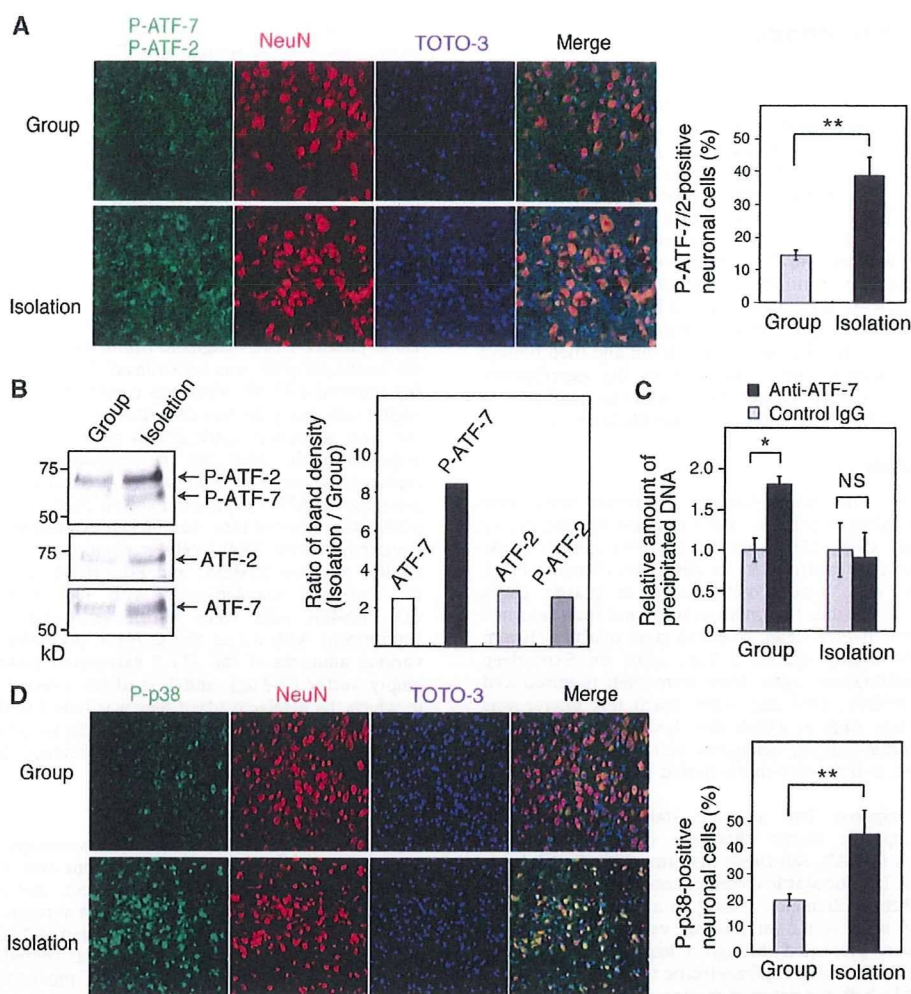 A
P-ATF-7
P-ATF-2
NeuN
TOTO-3
Merge
Group
Isolation
P-ATF-7/2-positive
neuronal cells (%)
50
40
30
20
10
0
**
Group
Isolation
B
Group
Isolation
75
50
P-ATF-2
P-ATF-7
75
ATF-2
50
ATF-7
kD
Ratio of band density
(Isolation / Group)
10
8
6
4
2
ATF-7
P-ATF-7
ATF-2
P-ATF-2
C
Anti-ATF-7
Control IgG
Relative amount of
precipitated DNA
2.0
1.5
1.0
0.5
0
*
NS
Group
Isolation
D
P-p38
NeuN
TOTO-3
Merge
Group
Isolation
P-p38-positive
neuronal cells (%)
50
40
30
20
10
0
**
Group
Isolation